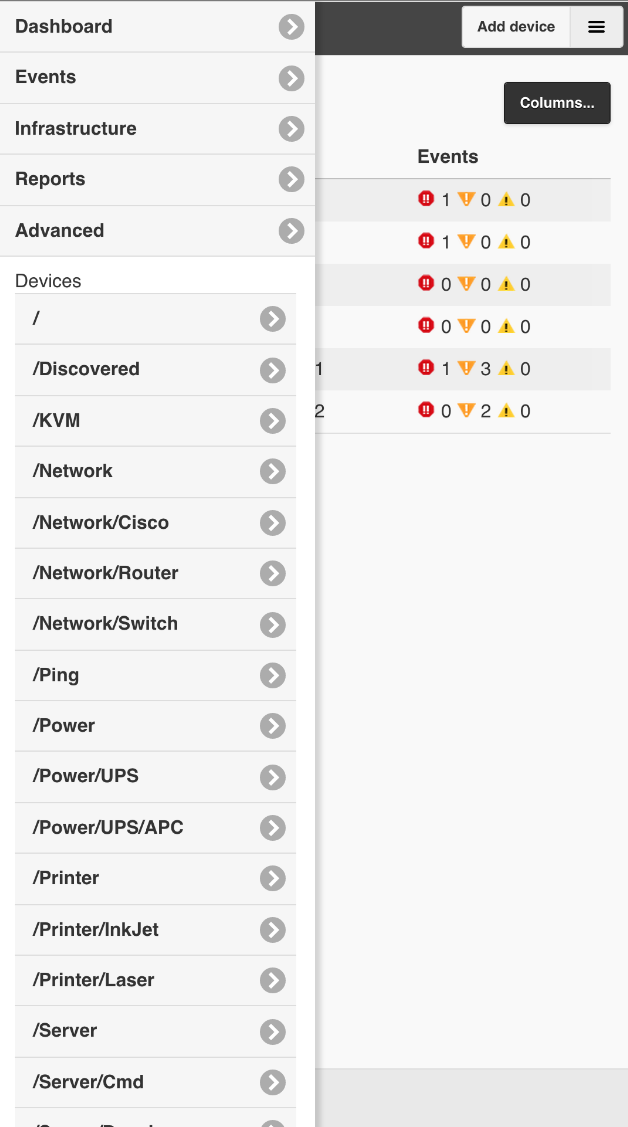 Dashboard
Events
Infrastructure
Reports
Advanced
Devices
/
/Discovered
/KVM
/Network
/Network/Cisco
/Network/Router
/Network/Switch
/Ping
/Power
/Power/UPS
/Power/UPS/APC
/Printer
/Printer/InkJet
/Printer/Laser
/Server
/Server/Cmd
Add device
Columns...
Events
1 0 0
1 0 0
0 0 0
0 0 0
1 1 3 0
2 0 2 0